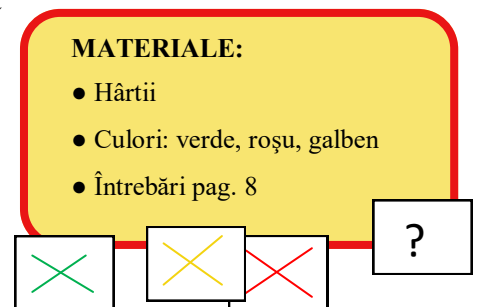 MATERIALE:
● Hârtii
● Culori: verde, roşu, galben
● Întrebări pag. 8
?